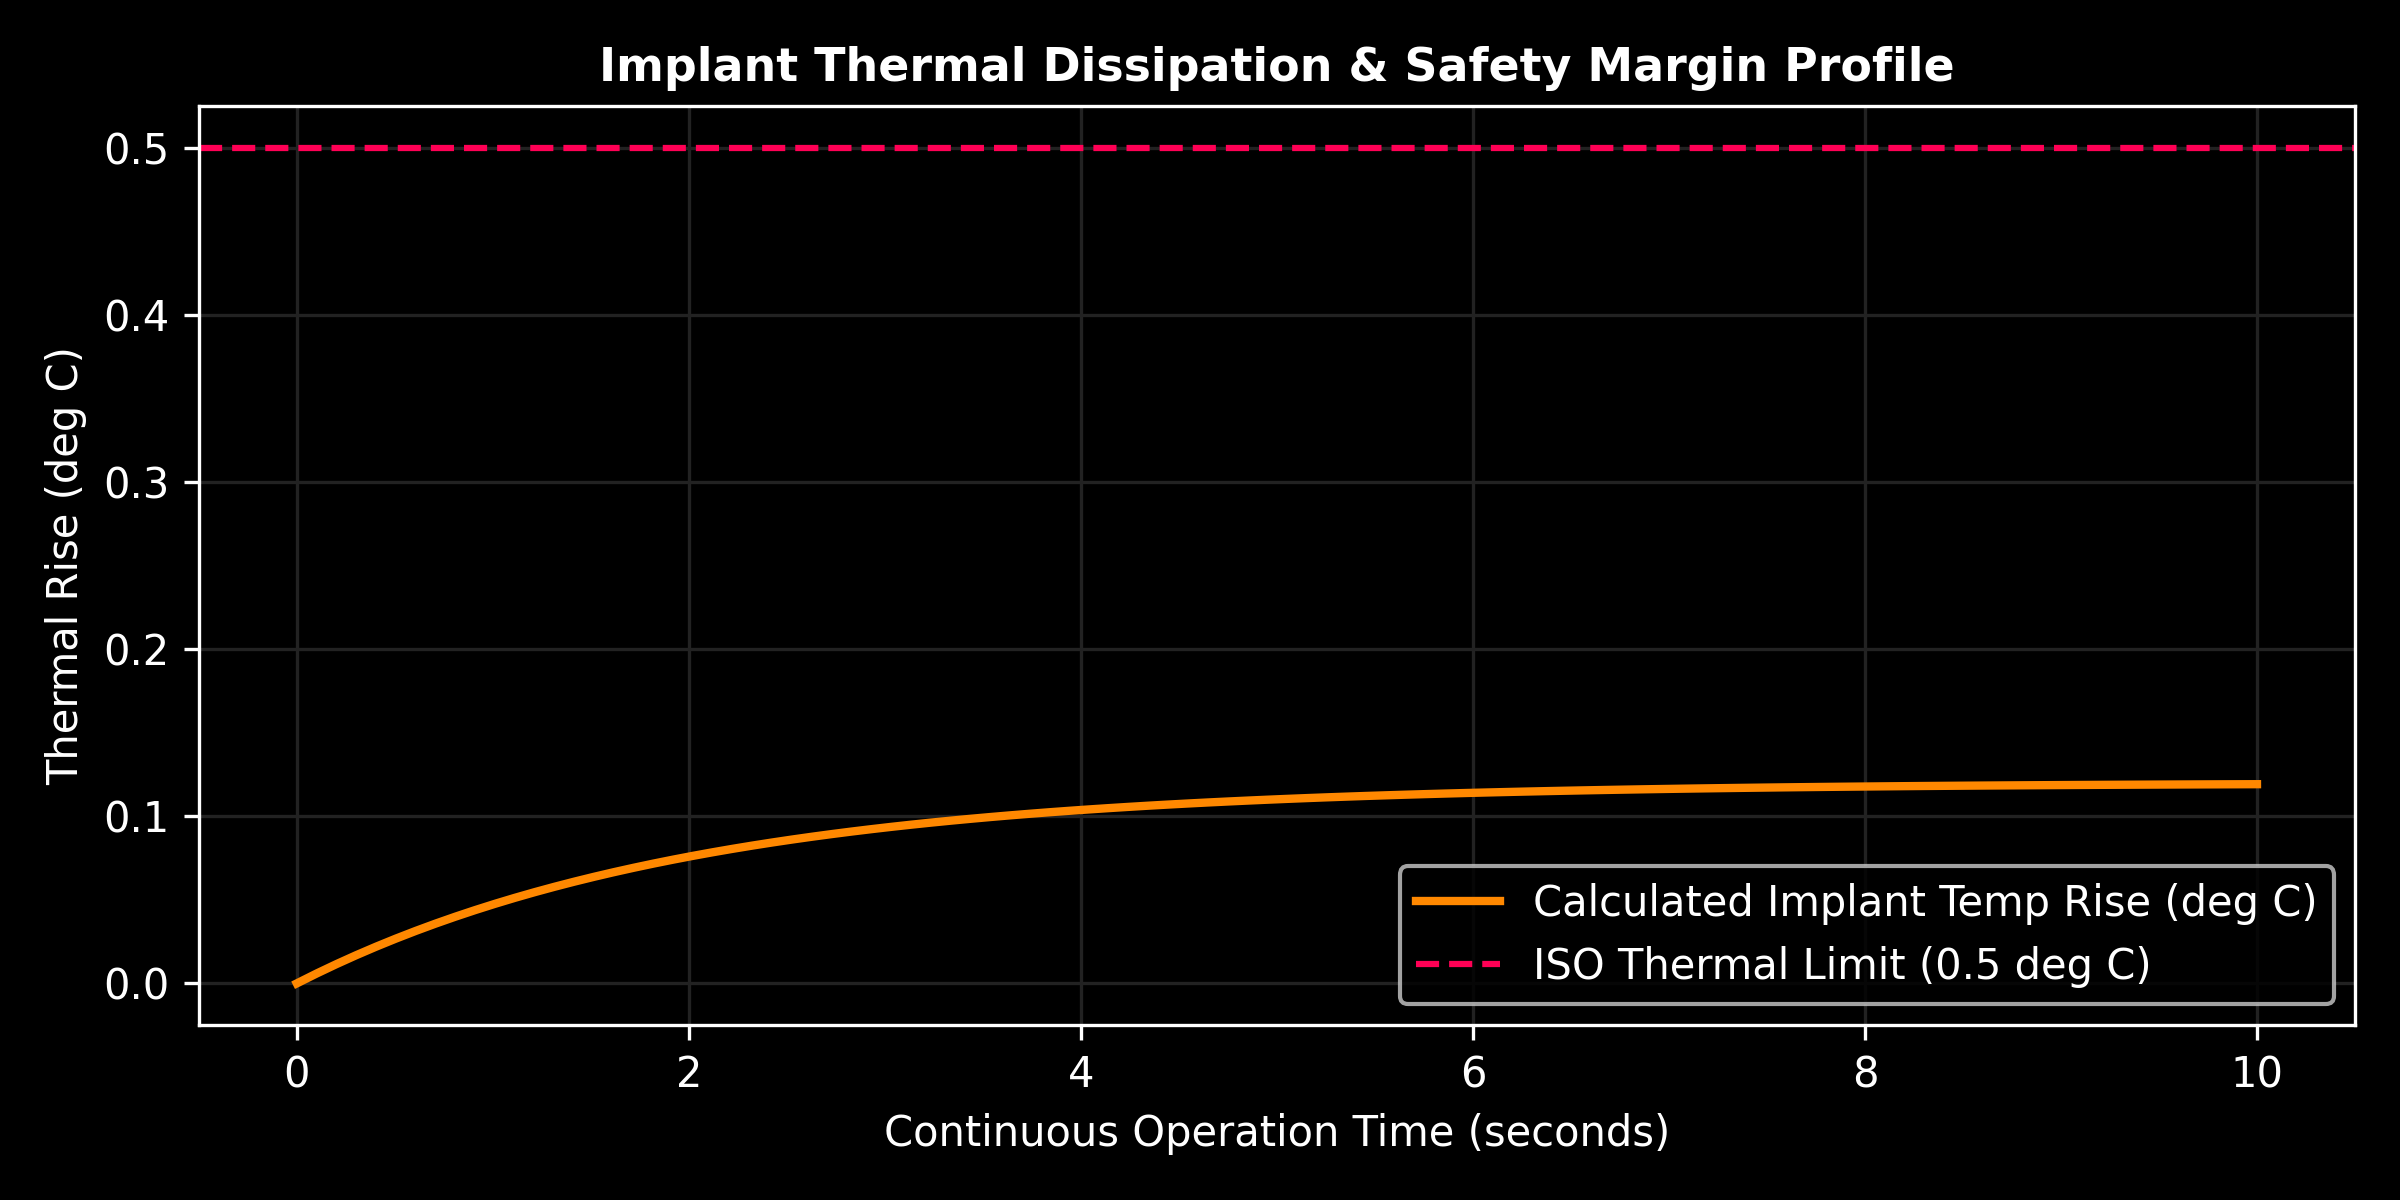 Implant Thermal Dissipation & Safety Margin Profile
Thermal Rise (deg C)
0.5
0.4
0.3
0.2
0.1
0.0
Calculated Implant Temp Rise (deg C)
ISO Thermal Limit (0.5 deg C)
0 2 4 6 8 10
Continuous Operation Time (seconds)